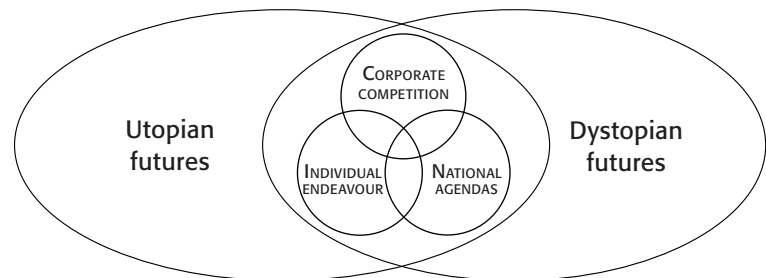 CORPORATE
COMPETITION
Utopian
futures
Dystopian
futures
INDIVIDUAL
ENDEAVOUR
NATIONAL
AGENDAS